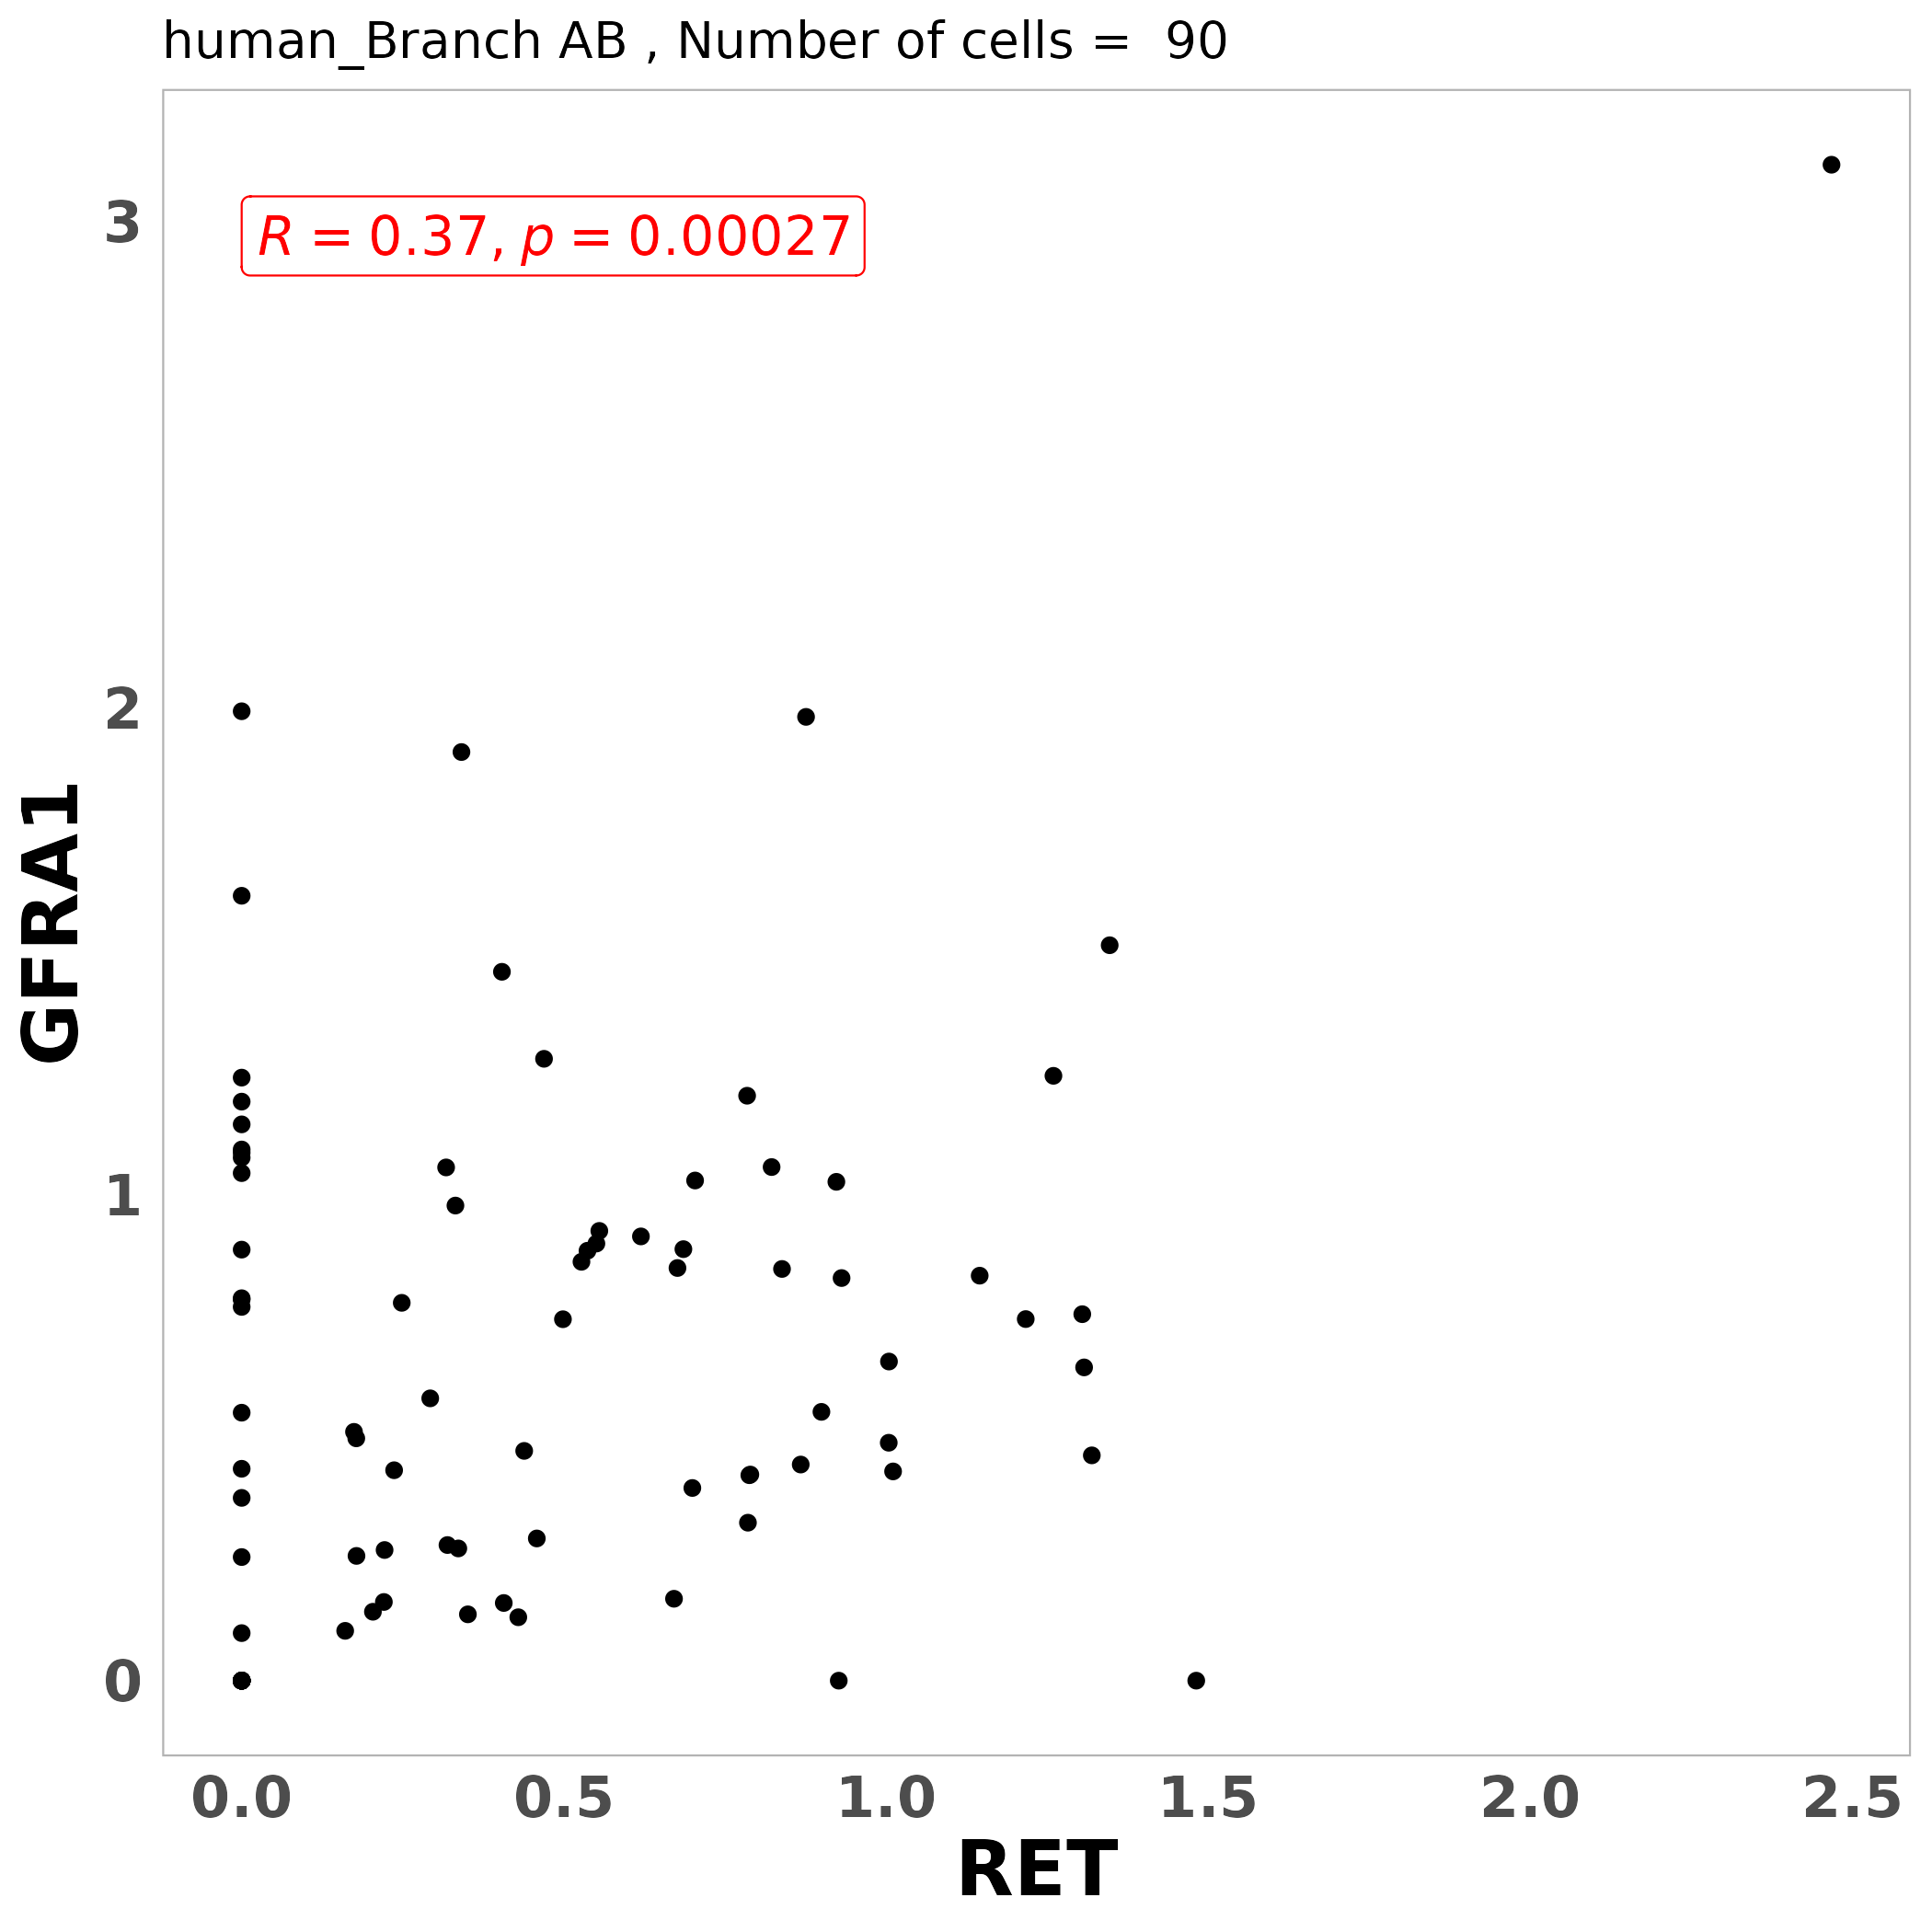 human_Branch AB , Number of cells =  90
R = 0.37, p = 0.00027
3
2
1
0
GFRA1
0.0 0.5 1.0 1.5 2.0 2.5
RET